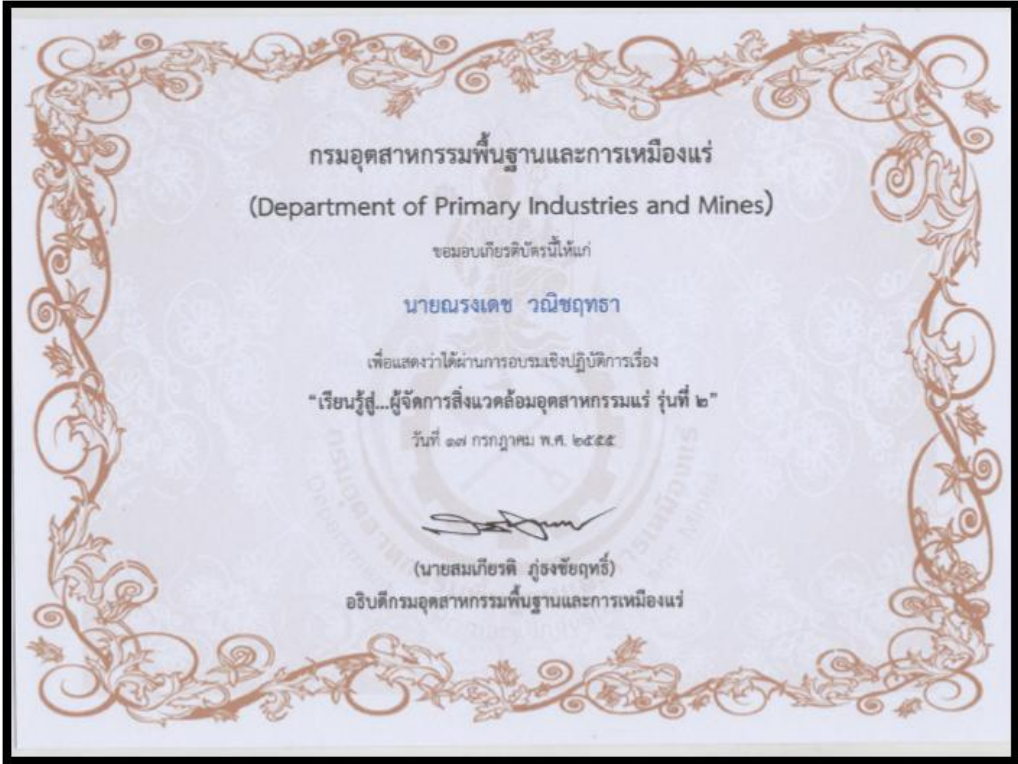 กรมอุตสาหกรรมพื้นฐานและการเหมืองแร่
(Department of Primary Industries and Mines)
ขอมอบเกียรติบัตรนี้ให้แก่
นายณรงเดช วณิชฤทธา
เพื่อแสดงว่าได้ผ่านการอบรมเชิงปฏิบัติการเรื่อง
“เรียนรู้สู่...ผู้จัดการสิ่งแวดล้อมอุตสาหกรรมแร่ รุ่นที่ ๒”
วันที่ ๑๗ กรกฎาคม พ.ศ. ๒๕๕๕
(นายสมเกียรติ ภู่ธงชัยฤทธิ์)
อธิบดีกรมอุตสาหกรรมพื้นฐานและการเหมืองแร่